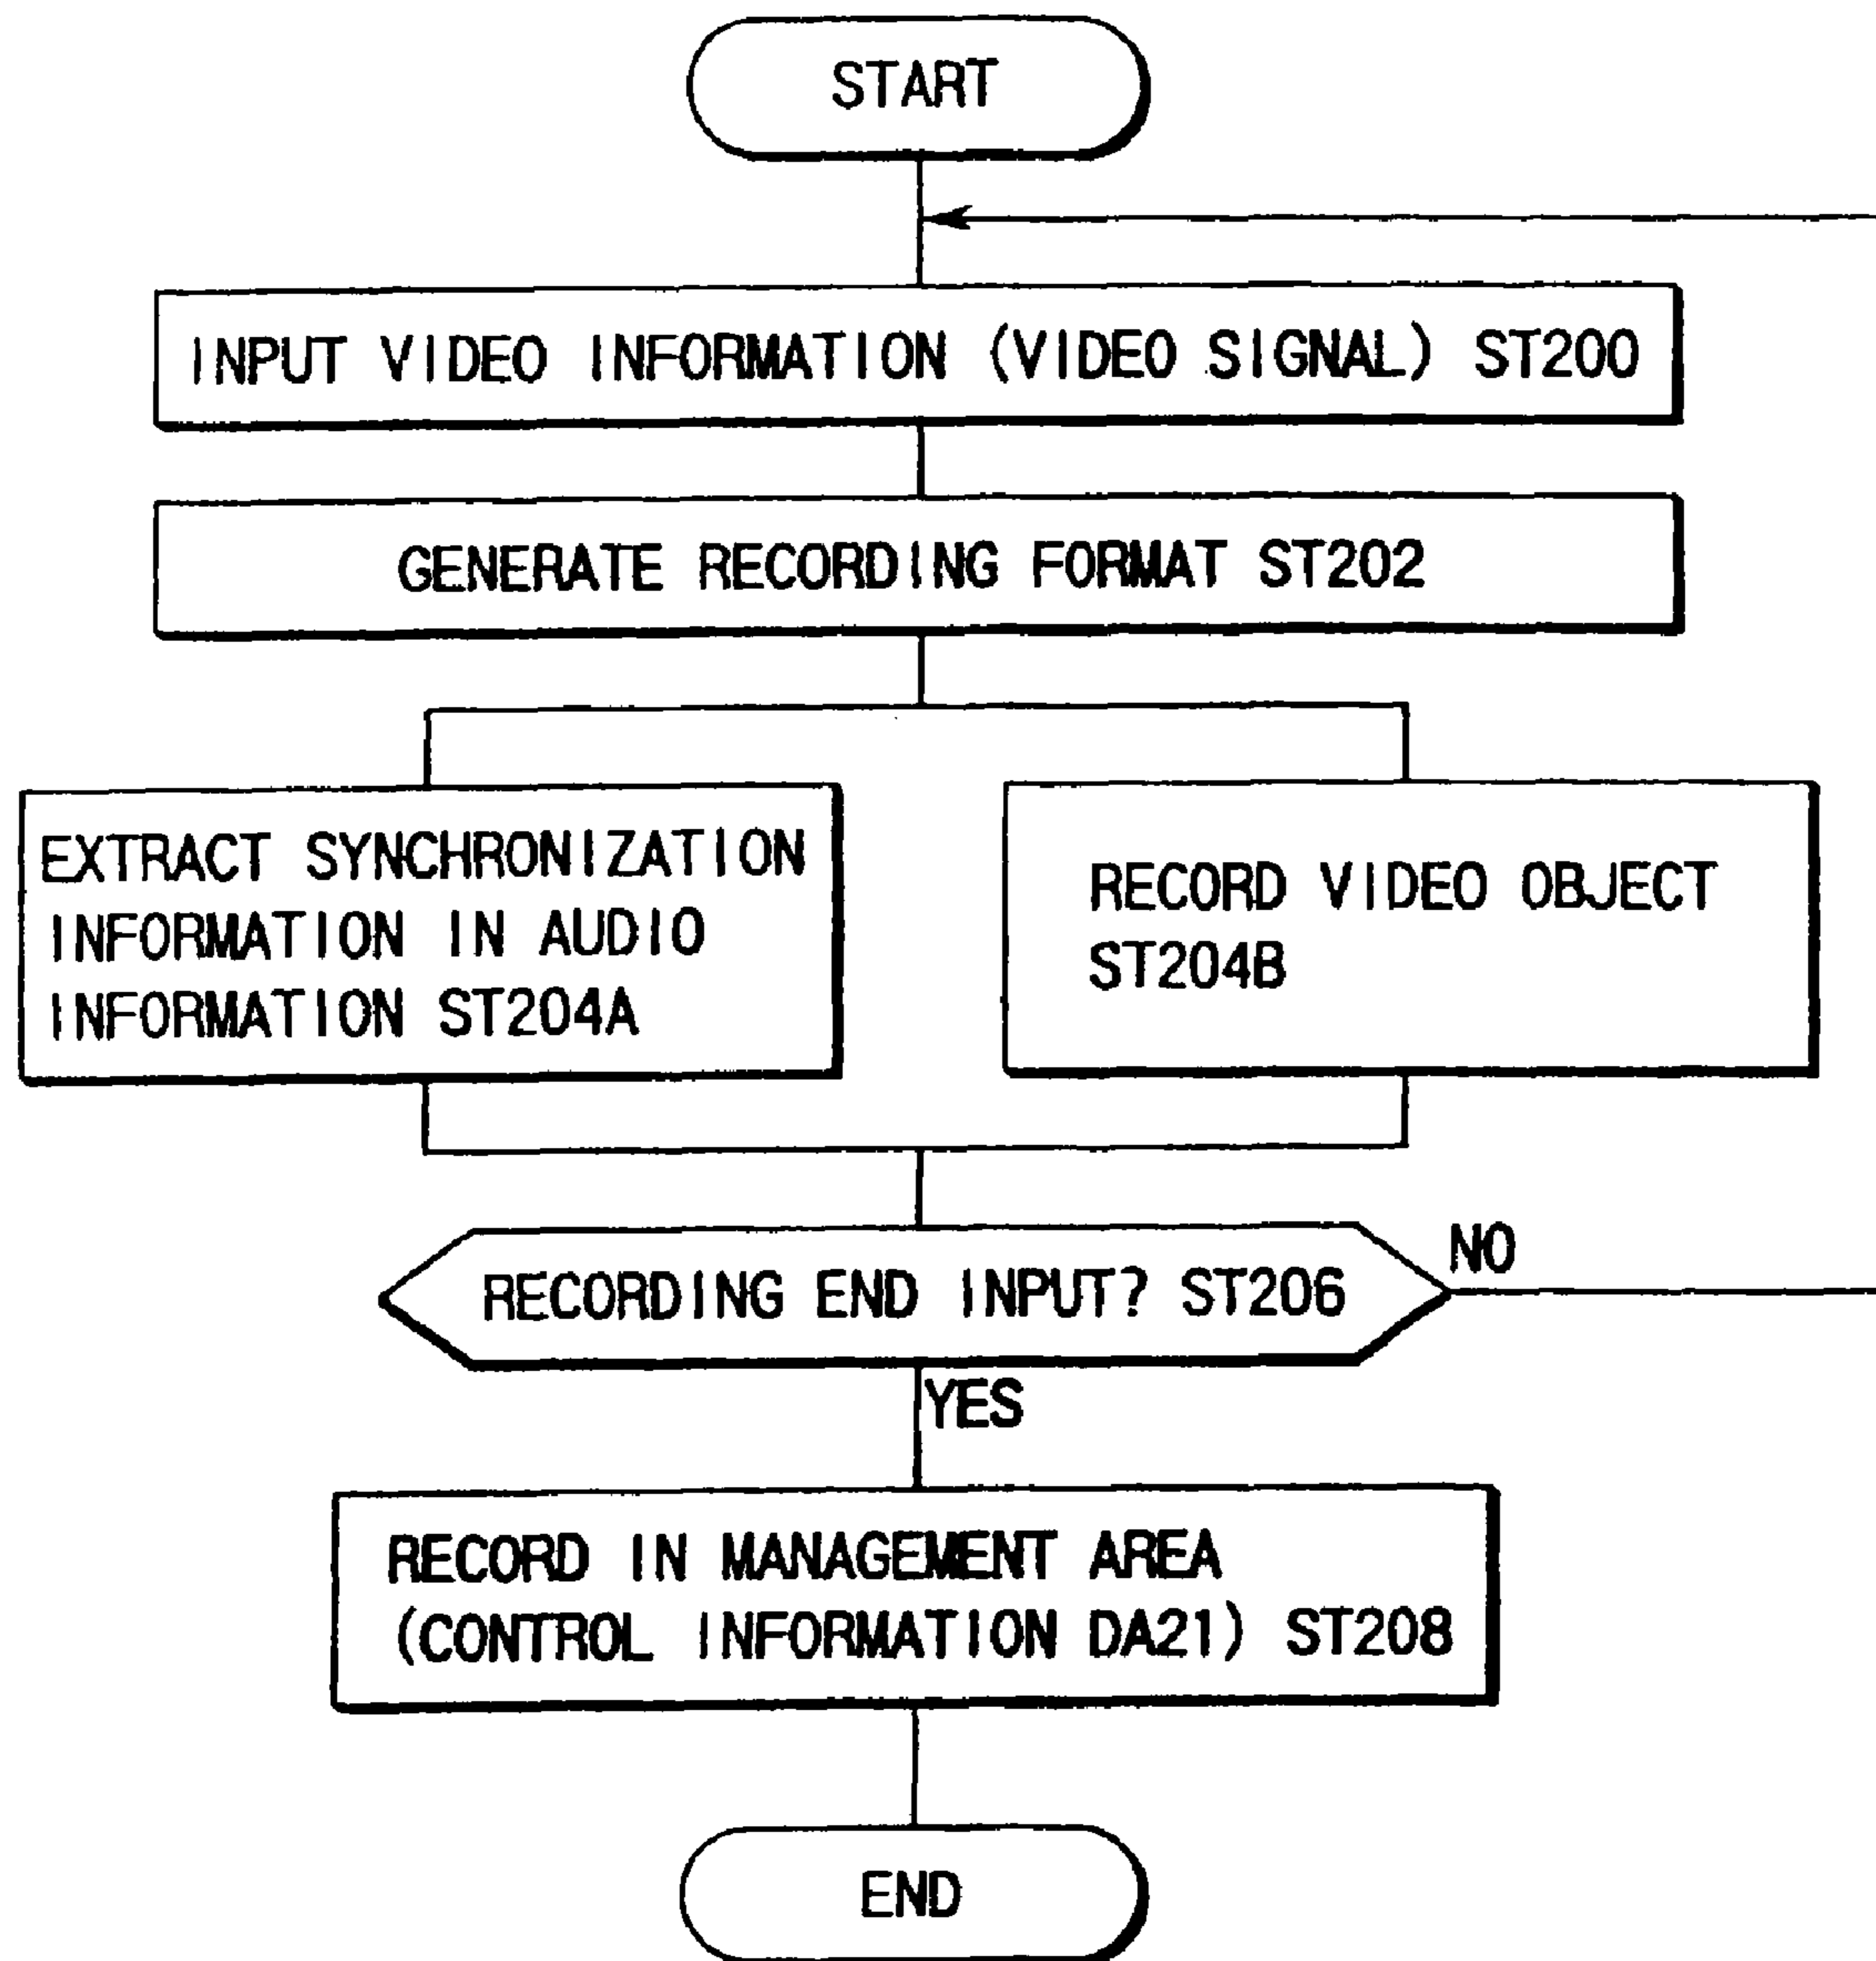 START
INPUT VIDEO INFORMATION (VIDEO SIGNAL) ST200
GENERATE RECORDING FORMAT ST202
EXTRACT SYNCHRONIZATION
INFORMATION IN AUDIO
INFORMATION ST204A
RECORD VIDEO OBJECT
ST204B
RECORDING END INPUT? ST206
NO
YES
RECORD IN MANAGEMENT AREA
(CONTROL INFORMATION DA21) ST208
END